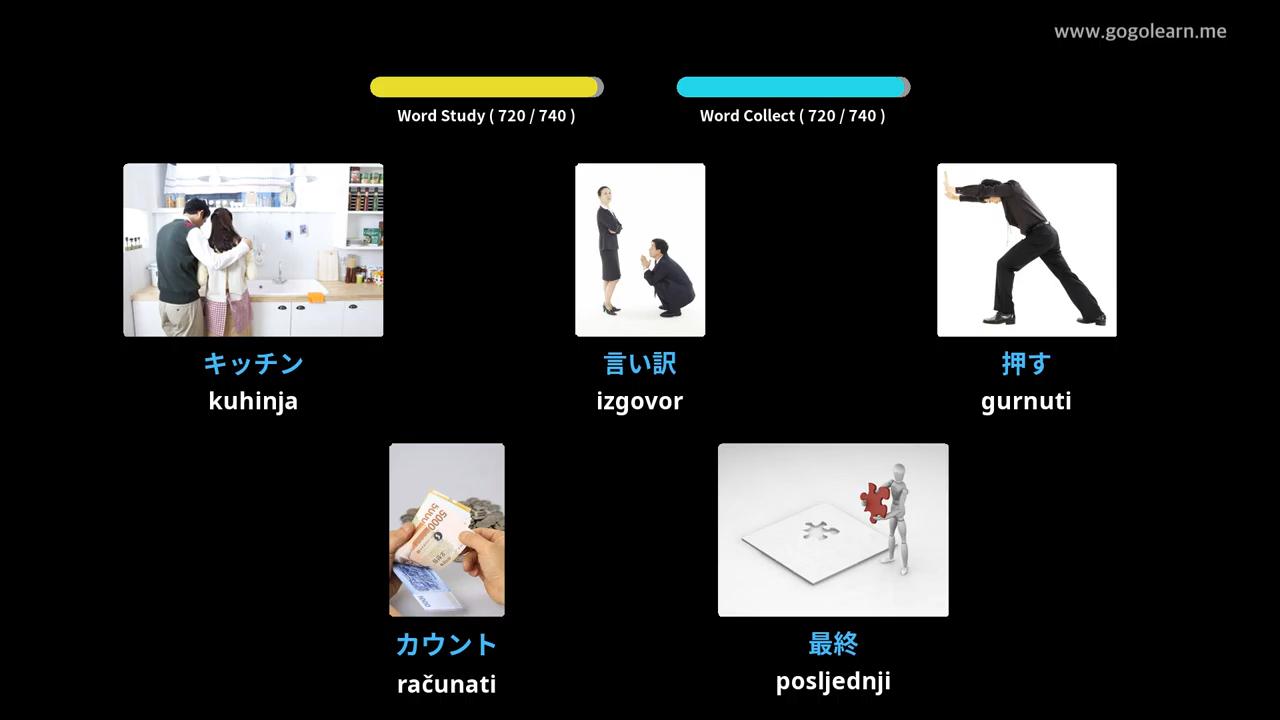 www.gogolearn.me
Word Study ( 720 / 740 )
Word Collect ( 720 / 740 )
キッチン
kuhinja
言い訳
izgovor
押す
gurnuti
5000
カウント
računati
最終
posljednji